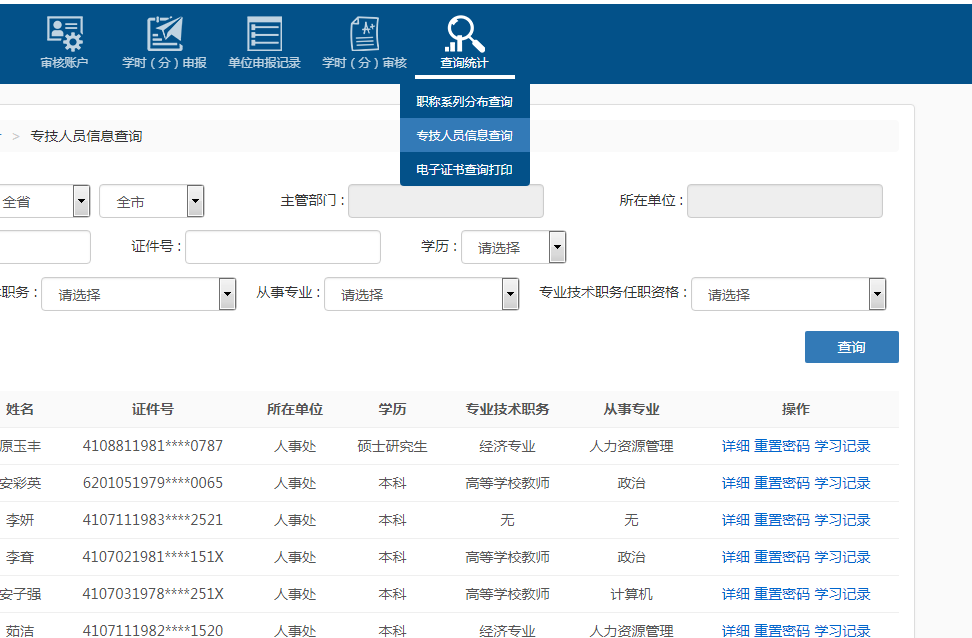 审核账户 学时（分）申报 单位申报记录 学时（分）审核 查询统计
职称系列分布查询
> 专技人员信息查询 专技人员信息查询
电子证书查询打印
全省 全市 主管部门： 所在单位：
证件号： 学历： 请选择
职务： 请选择 从事专业： 请选择 专业技术职务任职资格： 请选择
查询
姓名 证件号 所在单位 学历 专业技术职务 从事专业 操作
原玉丰 4108811981****0787 人事处 硕士研究生 经济专业 人力资源管理 详细 重置密码 学习记录
安彩英 6201051979****0065 人事处 本科 高等学校教师 政治 详细 重置密码 学习记录
李妍 4107111983****2521 人事处 本科 无 无 详细 重置密码 学习记录
李耷 4107021981****151X 人事处 本科 高等学校教师 政治 详细 重置密码 学习记录
安子强 4107031978****251X 人事处 本科 高等学校教师 计算机 详细 重置密码 学习记录
茹洁 4107111982****1520 人事处 本科 经济专业 人力资源管理 详细 重置密码 学习记录